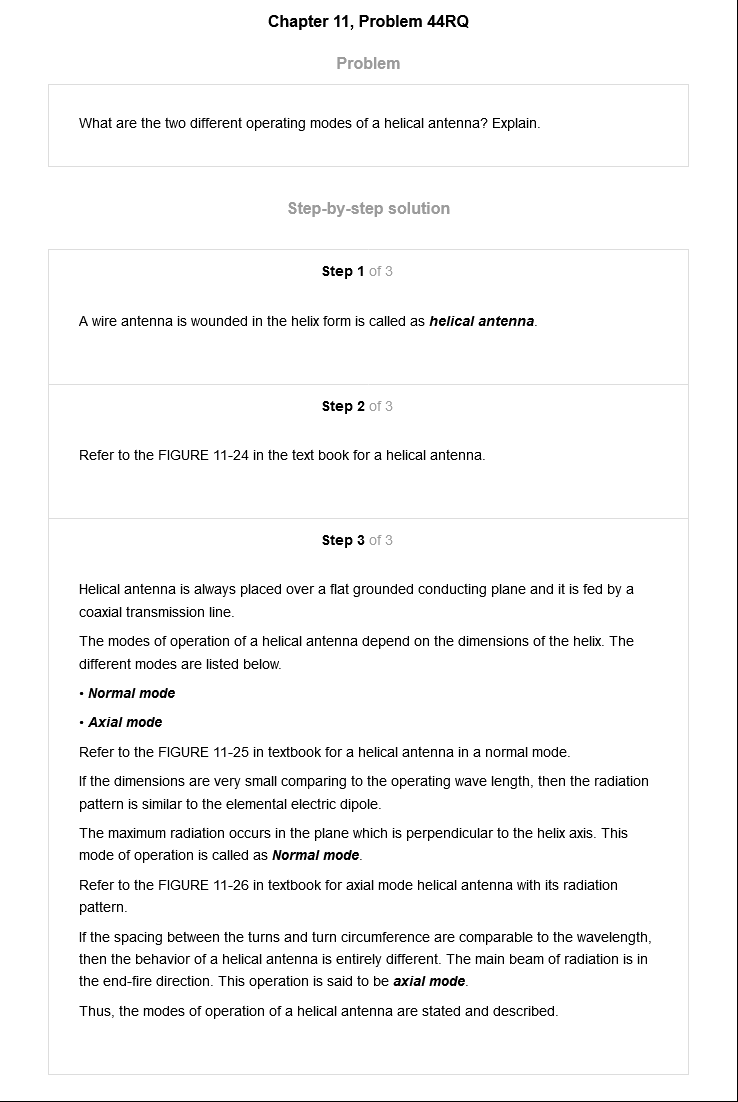 Chapter 11, Problem 44RQ
Problem
What are the two different operating modes of a helical antenna? Explain.
Step-by-step solution
Step 1 of 3
A wire antenna is wounded in the helix form is called as helical antenna.
Step 2 of 3
Refer to the FIGURE 11-24 in the text book for a helical antenna.
Step 3 of 3
Helical antenna is always placed over a flat grounded conducting plane and it is fed by a
coaxial transmission line.
The modes of operation of a helical antenna depend on the dimensions of the helix. The
different modes are listed below.
• Normal mode
• Axial mode
Refer to the FIGURE 11-25 in textbook for a helical antenna in a normal mode.
If the dimensions are very small comparing to the operating wave length, then the radiation
pattern is similar to the elemental electric dipole.
The maximum radiation occurs in the plane which is perpendicular to the helix axis. This
mode of operation is called as Normal mode.
Refer to the FIGURE 11-26 in textbook for axial mode helical antenna with its radiation
pattern.
If the spacing between the turns and turn circumference are comparable to the wavelength,
then the behavior of a helical antenna is entirely different. The main beam of radiation is in
the end-fire direction. This operation is said to be axial mode.
Thus, the modes of operation of a helical antenna are stated and described.